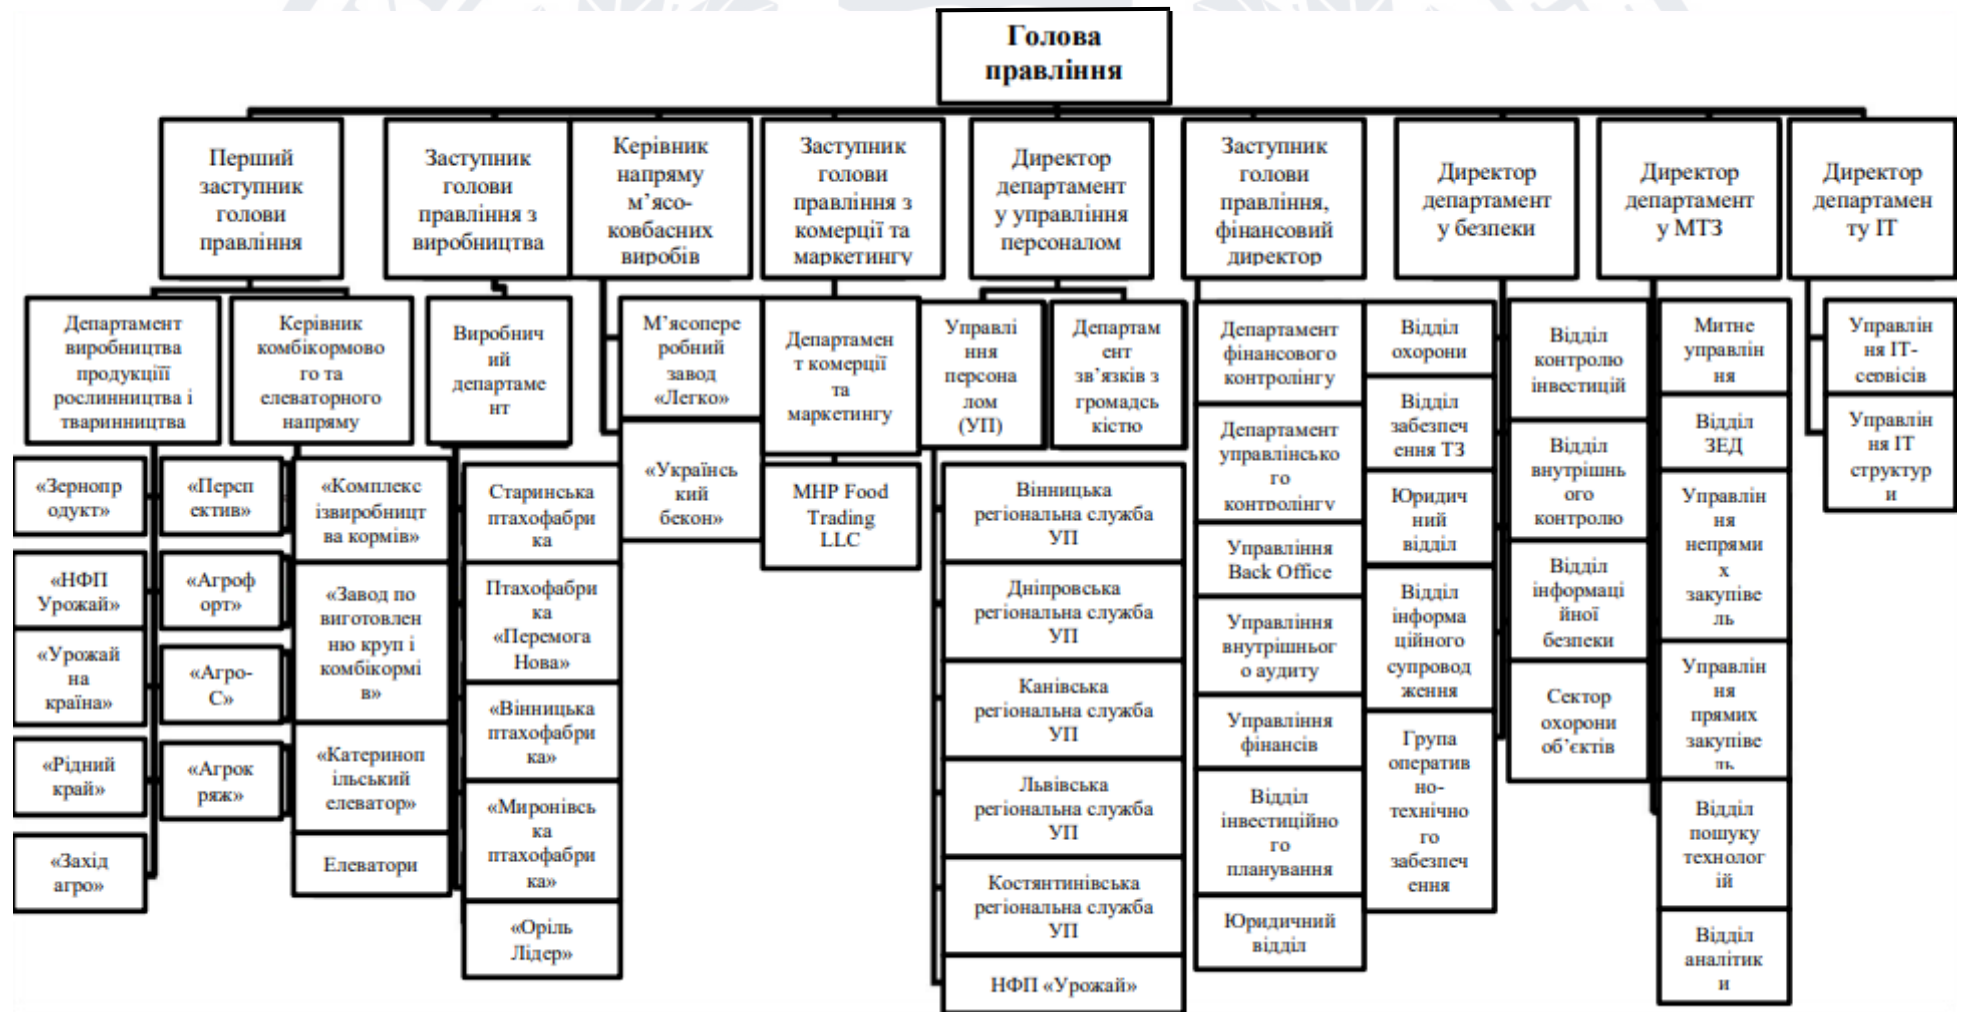 Голова
правління
Перший
заступник
голови
правління
Заступник
голови
правління з
виробництва
Керівник
напряму
м’ясо-
ковбасних
виробів
Заступник
голови
правління з
комерції та
маркетингу
Директор
департамент
у управління
персоналом
Заступник
голови
правління,
фінансовий
директор
Директор
департамент
у безпеки
Директор
департамент
у МТЗ
Директор
департамен
ту ІТ
Департамент
виробництва
продукціїї
рослинництва і
тваринництва
Керівник
комбікормово
го та
елеваторного
напряму
Виробнич
ий
департаме
нт
М’ясопере
робний
завод
«Легко»
«Українсь
кий
бекон»
Департамен
т комерції
та
маркетингу
MHP Food
Trading
LLC
Управлі
ння
персона
лом
(УП)
Департам
ент
зв’язків з
громадсь
кістю
Департамент
фінансового
контролінгу
Департамент
управлінсько
го
контролінгу
Управління
Back Office
Управління
внутрішньог
о аудиту
Управління
фінансів
Відділ
інвестиційно
го
планування
Юридичний
відділ
Відділ
охорони
Відділ
забезпеч
ення ТЗ
Юридич
ний
відділ
Відділ
інформа
ційного
супровод
ження
Група
оператив
но-
технічно
го
забезпеч
ення
Відділ
контролю
інвестицій
Відділ
внутрішнь
ого
контролю
Відділ
інформаці
йної
безпеки
Сектор
охорони
об’єктів
Митне
управлін
ня
Відділ
ЗЕД
Управлін
ня
непрями
х
закупіве
ль
Управлін
ня
прямих
закупіве
ль
Відділ
пошуку
технолог
ій
Відділ
аналітик
и
Управлін
ня ІТ-
сервісів
Управлін
ня ІТ
структур
и
«Зернопр
одукт»
«НФП
Урожай»
«Урожай
на
країна»
«Рідний
край»
«Захід
агро»
«Персп
ектив»
«Агроф
орт»
«Агро-
С»
«Агрок
ряж»
«Комплекс
ізвиробницт
ва кормів»
«Завод по
виготовлен
ню круп і
комбікормі
в»
«Катериноп
ільський
елеватор»
Елеватори
Старинська
птахофабри
ка
Птахофабри
ка
«Перемога
Нова»
«Вінницька
птахофабри
ка»
«Миронівсь
ка
птахофабри
ка»
«Оріль
Лідер»
Вінницька
регіональна служба
УП
Дніпровська
регіональна служба
УП
Канівська
регіональна служба
УП
Львівська
регіональна служба
УП
Костянтинівська
регіональна служба
УП
НФП «Урожай»